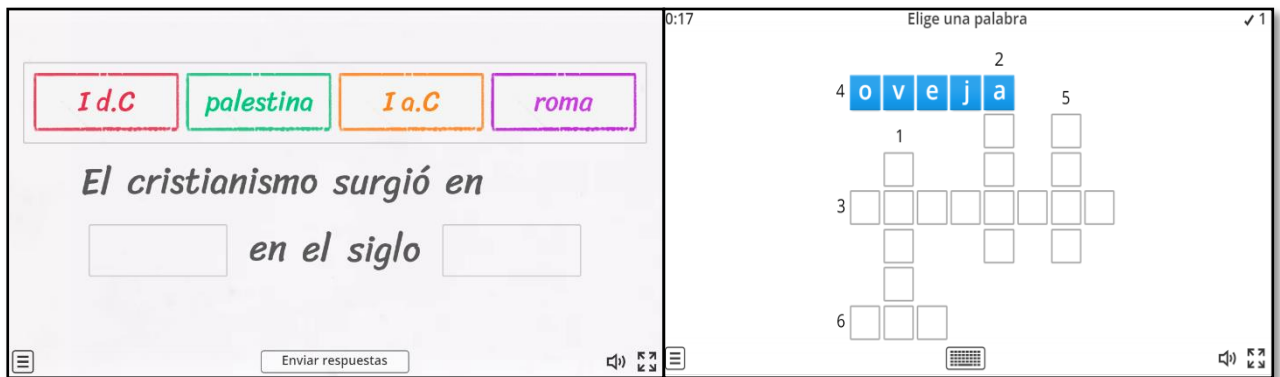 I d.C palestina I a.C roma
El cristianismo surgió en
en el siglo
Enviar respuestas
0:17 Elige una palabra ✓ 1
2
4 o v e j a 5
1
3
6